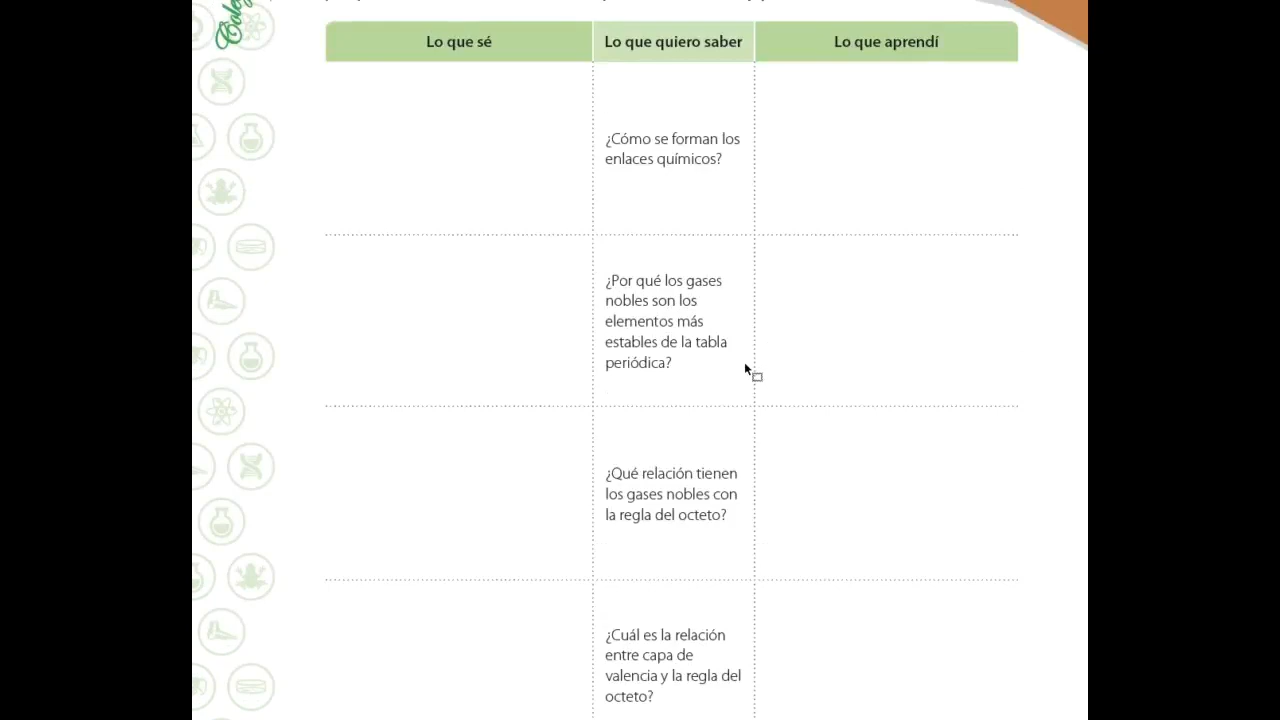 Lo que sé
Lo que quiero saber
Lo que aprendí
¿Cómo se forman los
enlaces químicos?
¿Por qué los gases
nobles son los
elementos más
estables de la tabla
periódica?
¿Qué relación tienen
los gases nobles con
la regla del octeto?
¿Cuál es la relación
entre capa de
valencia y la regla del
octeto?